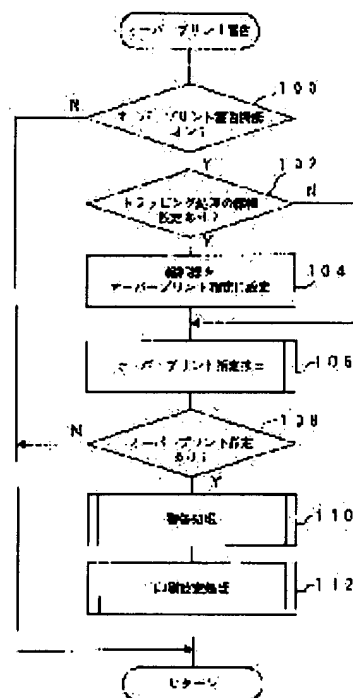 オーバープリント警告
100
N
オーバープリント警告機能
オン?
Y
102
トラッピング処理の
設定あり?
N
Y
104
オーバープリント指定に設定
オーバープリント指定検出
106
108
N
オーバープリント指定
あり?
Y
110
警告処理
印刷設定処理
112
リターン